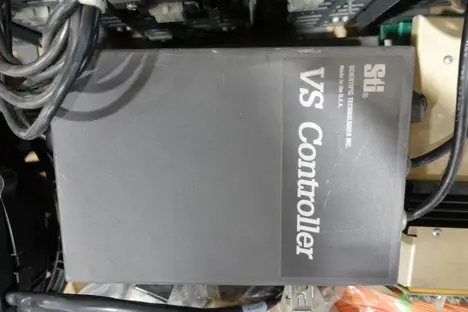 Sti®
SCIENTIFIC TECHNOLOGIES INC.
Made in the U.S.A.
VS Controller